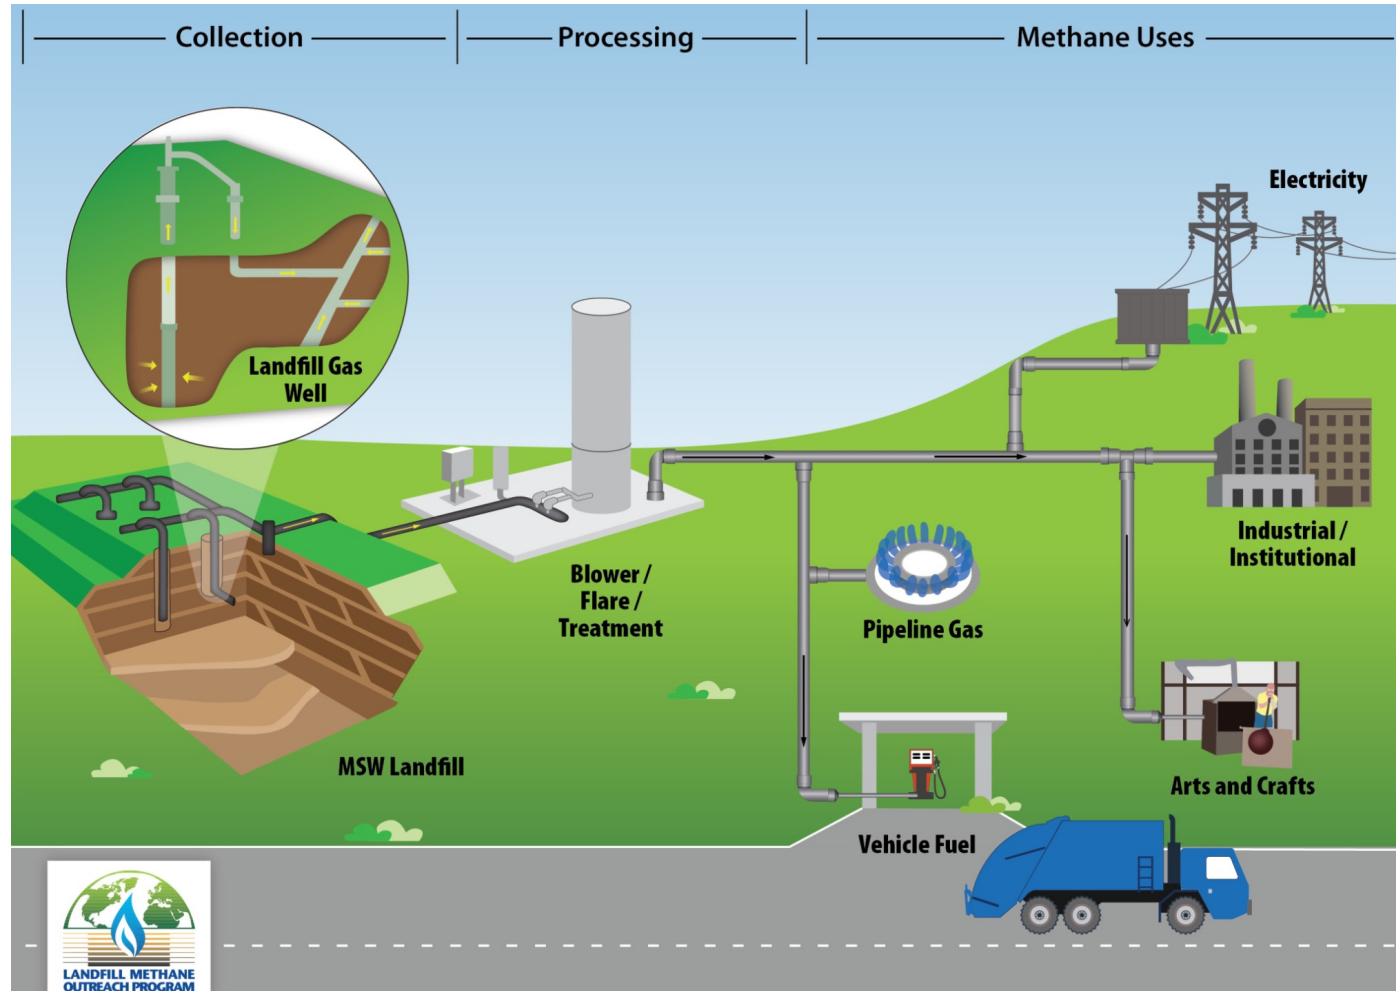 Collection
Processing
Methane Uses
Electricity
Landfill Gas
Well
Industrial /
Institutional
Blower /
Flare /
Treatment
Pipeline Gas
MSW Landfill
Arts and Crafts
Vehicle Fuel
LANDFILL METHANE
OUTREACH PROGRAM